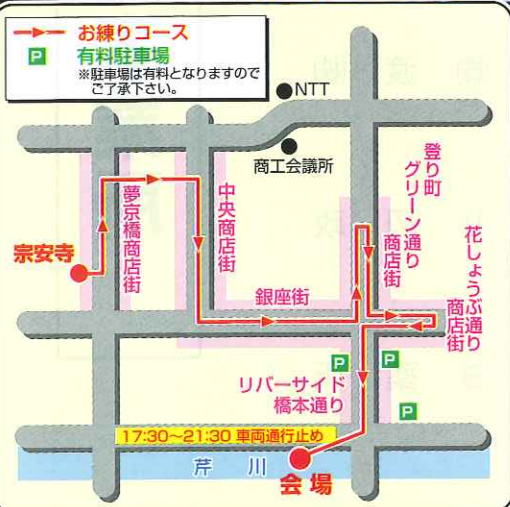 お練りコース
P 有料駐車場
※駐車場は有料となりますので
ご了承下さい。
NTT
商工会議所
登り町
グリーン通り
商店街
花しょうぶ通り
商店街
中央商店街
夢京橋商店街
宗安寺
銀座街
P
P
リバーサイド
橋本通り
P
17:30〜21:30 車両通行止め
芹川
会場